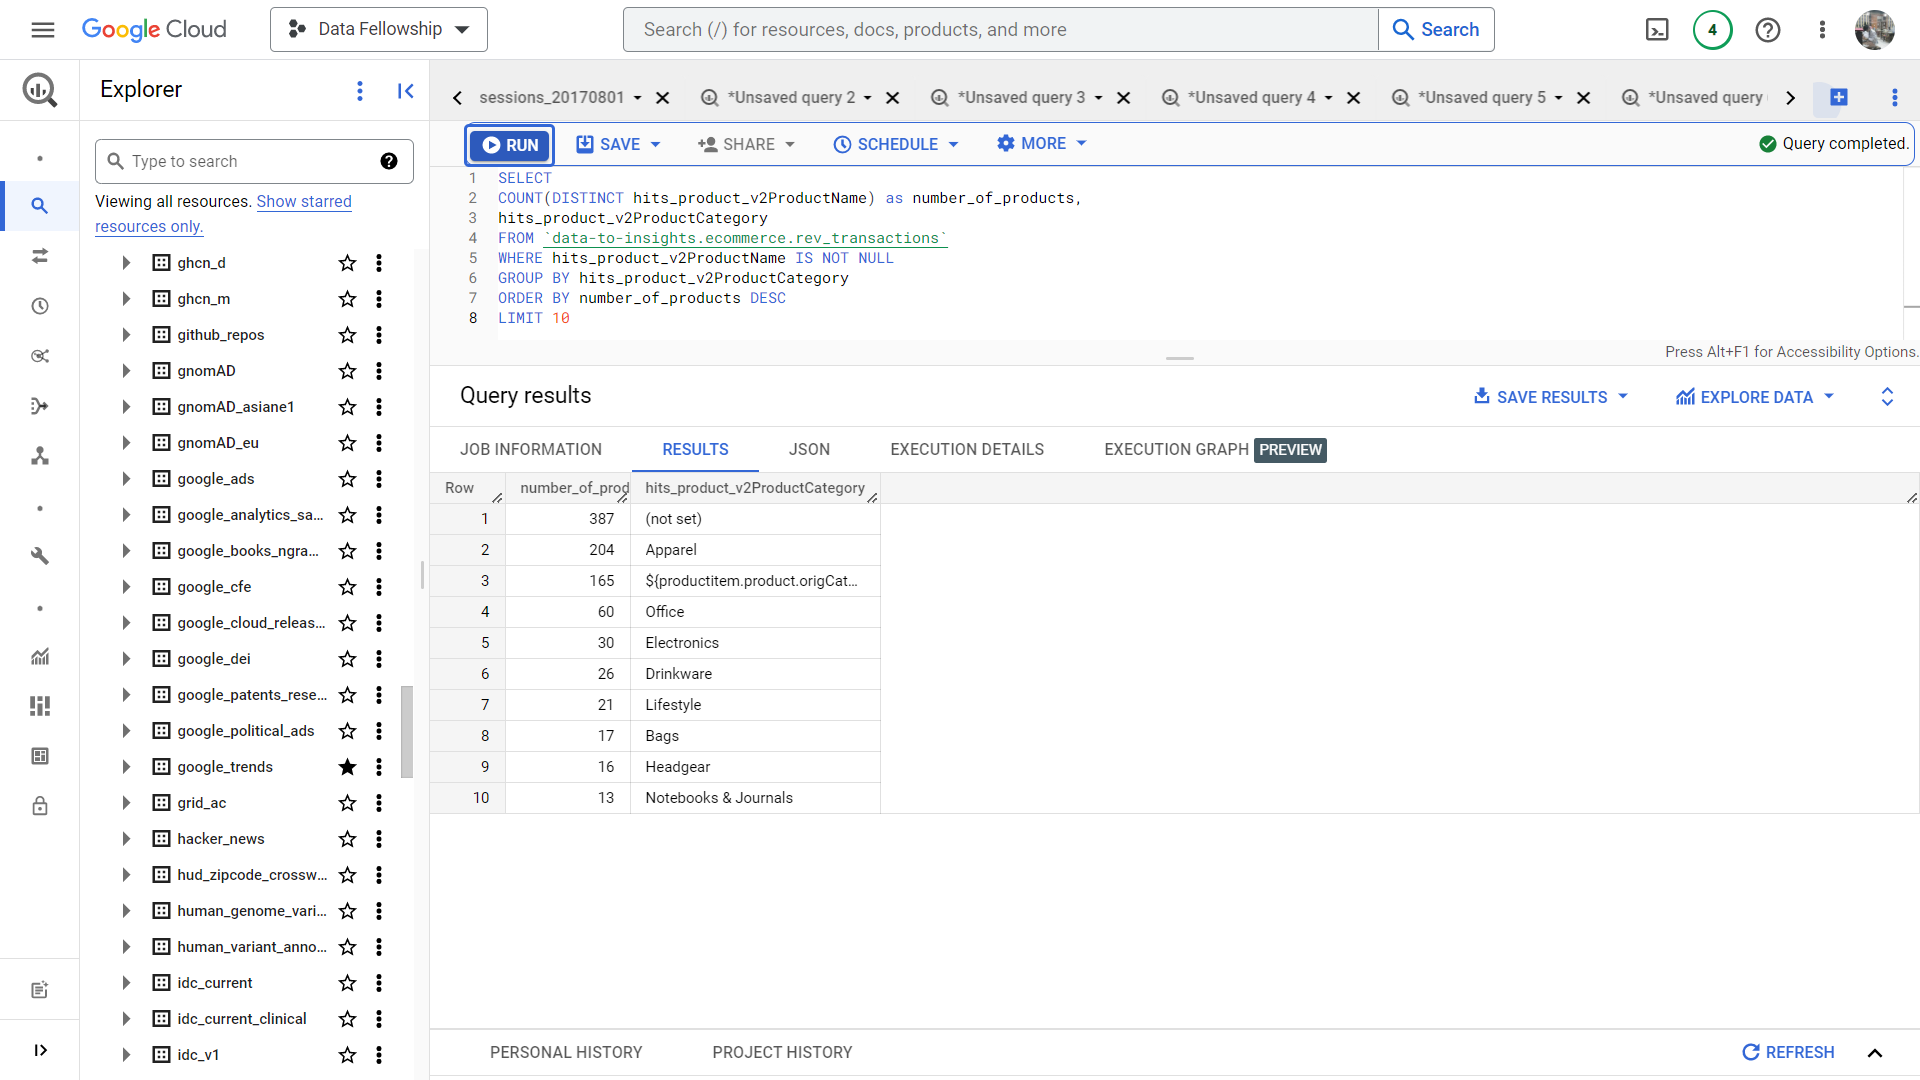 Google Cloud
Data Fellowship
Search (/) for resources, docs, products, and more
Search
4
Explorer
Type to search
Viewing all resources. Show starred
resources only.
ghcn_d
ghcn_m
github_repos
gnomAD
gnomAD_asiane1
gnomAD_eu
google_ads
google_analytics_sa...
google_books_ngra...
google_cfe
google_cloud_releas...
google_dei
google_patents_rese...
google_political_ads
google_trends
grid_ac
hacker_news
hud_zipcode_crossw...
human_genome_vari...
human_variant_anno...
idc_current
idc_current_clinical
idc_v1
sessions_20170801
*Unsaved query 2
*Unsaved query 3
*Unsaved query 4
*Unsaved query 5
*Unsaved query
RUN
SAVE
SHARE
SCHEDULE
MORE
Query completed.
1 SELECT
2 COUNT(DISTINCT hits_product_v2ProductName) as number_of_products,
3 hits_product_v2ProductCategory
4 FROM `data-to-insights.ecommerce.rev_transactions`
5 WHERE hits_product_v2ProductName IS NOT NULL
6 GROUP BY hits_product_v2ProductCategory
7 ORDER BY number_of_products DESC
8 LIMIT 10
Press Alt+F1 for Accessibility Options.
Query results
SAVE RESULTS
EXPLORE DATA
JOB INFORMATION
RESULTS
JSON
EXECUTION DETAILS
EXECUTION GRAPH PREVIEW
Row number_of_prod hits_product_v2ProductCategory
1 387 (not set)
2 204 Apparel
3 165 ${productitem.product.origCat...
4 60 Office
5 30 Electronics
6 26 Drinkware
7 21 Lifestyle
8 17 Bags
9 16 Headgear
10 13 Notebooks & Journals
PERSONAL HISTORY
PROJECT HISTORY
REFRESH